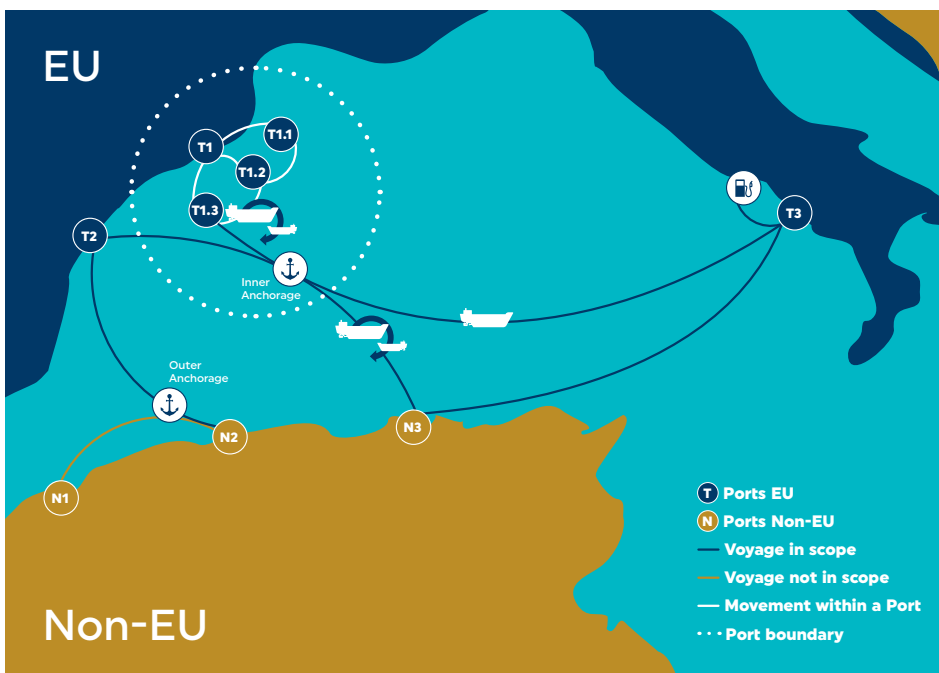 EU
T1
T1.1
T1.2
T1.3
T2
T3
Inner
Anchorage
Outer
Anchorage
N1
N2
N3
T Ports EU
N Ports Non-EU
Voyage in scope
Voyage not in scope
Movement within a Port
Port boundary
Non-EU